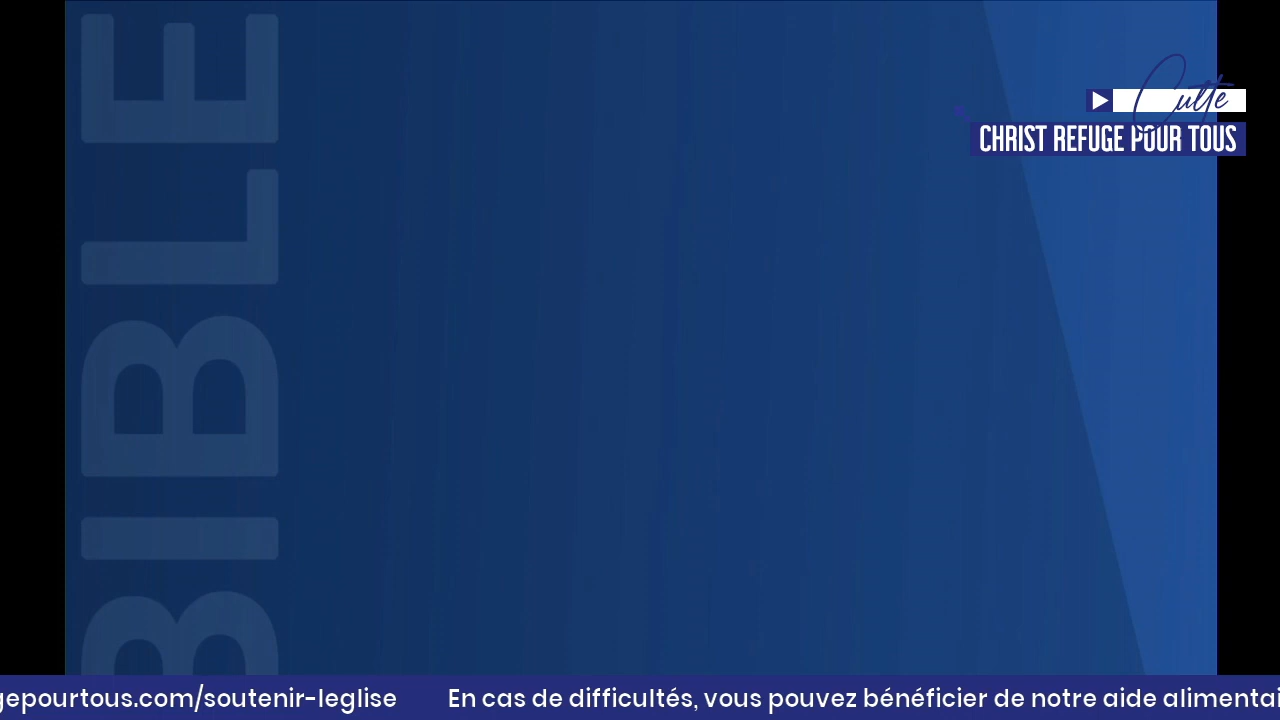 BIBLE
Culte
CHRIST REFUGE POUR TOUS
gepourtous.com/soutenir-leglise En cas de difficultés, vous pouvez bénéficier de notre aide alimentai